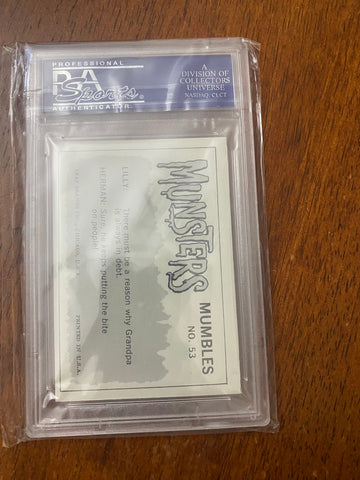 PROFESSIONAL
PSA
Sports®
AUTHENTICATOR
A
DIVISION OF
COLLECTORS
UNIVERSE
NASDAQ: CLCT
MUNSTERS
MUMBLES
NO. 53
LILLY: There must be a reason why Grandpa
is always in debt.
HERMAN: Sure, he keeps putting the bite
on people
PRINTED IN U.S.A.